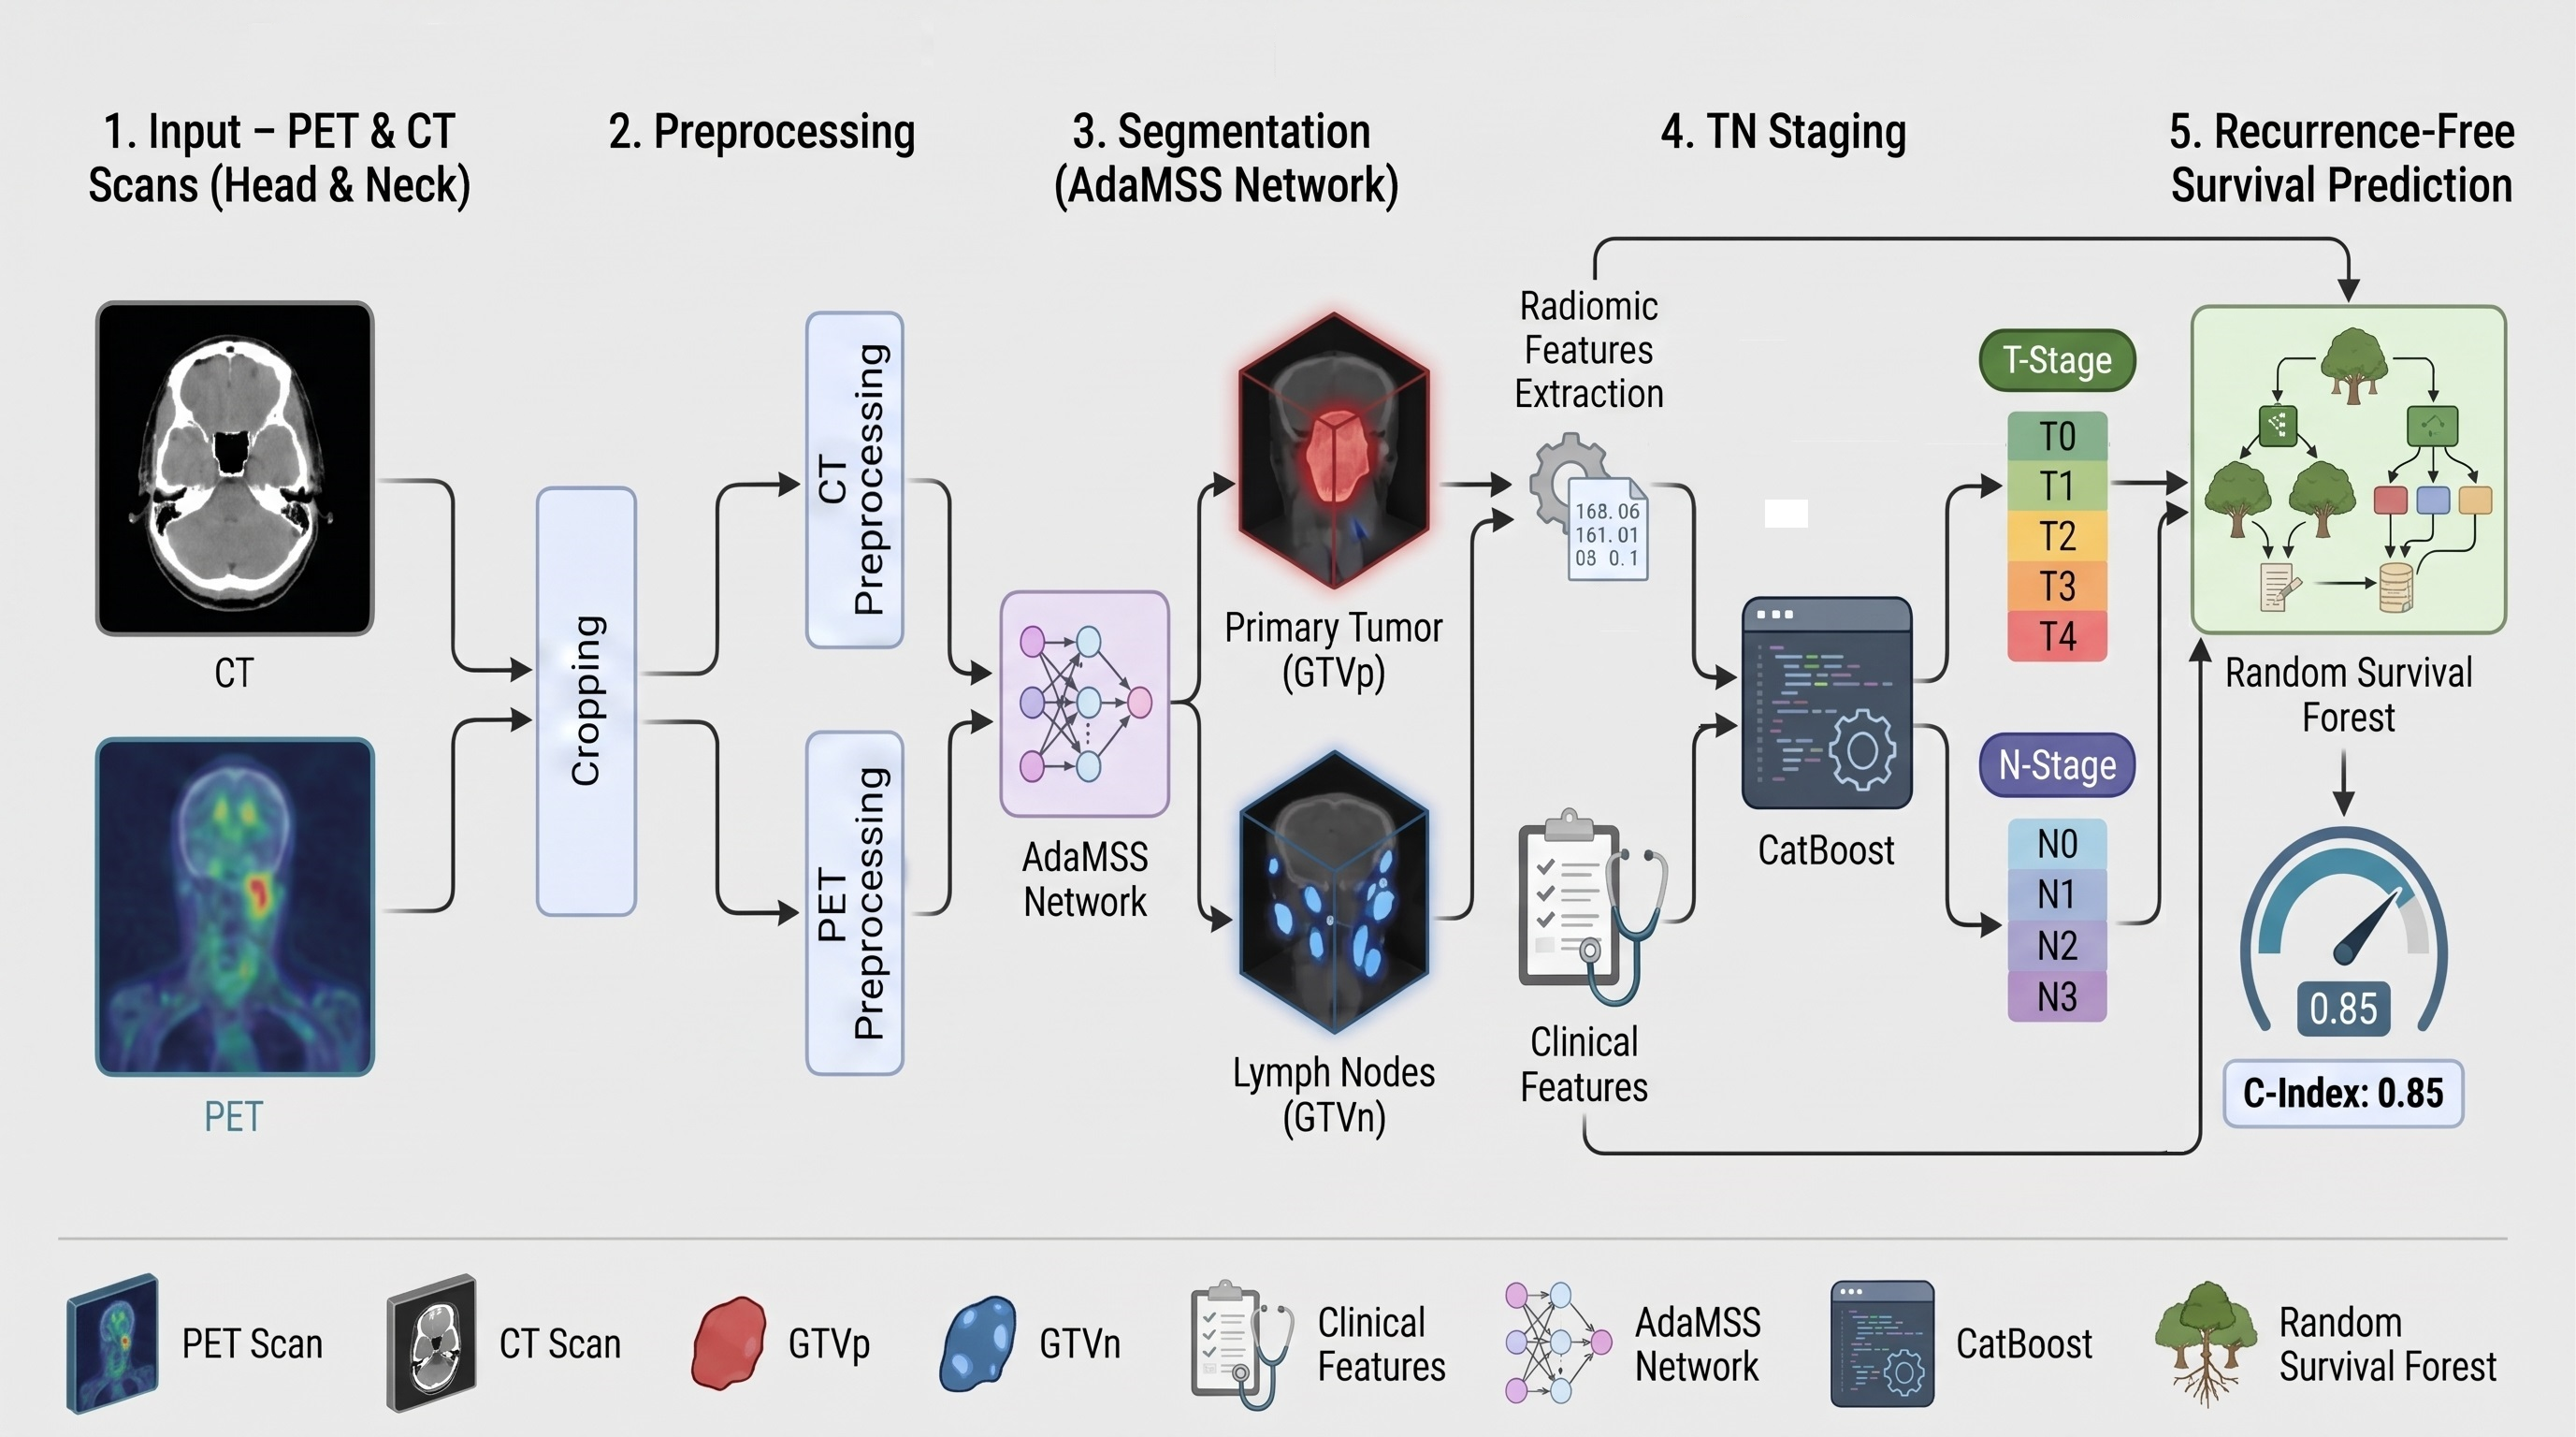 1. Input – PET & CT
Scans (Head & Neck)
2. Preprocessing
3. Segmentation
(AdaMSS Network)
4. TN Staging
5. Recurrence-Free
Survival Prediction
CT
PET
Cropping
CT
Preprocessing
PET
Preprocessing
AdaMSS
Network
Primary Tumor
(GTVp)
Lymph Nodes
(GTVn)
Radiomic
Features
Extraction
168.06
161.01
08 0.1
Clinical
Features
CatBoost
T-Stage
T0
T1
T2
T3
T4
N-Stage
N0
N1
N2
N3
Random Survival
Forest
0.85
C-Index: 0.85
PET Scan
CT Scan
GTVp
GTVn
Clinical
Features
AdaMSS
Network
CatBoost
Random
Survival Forest